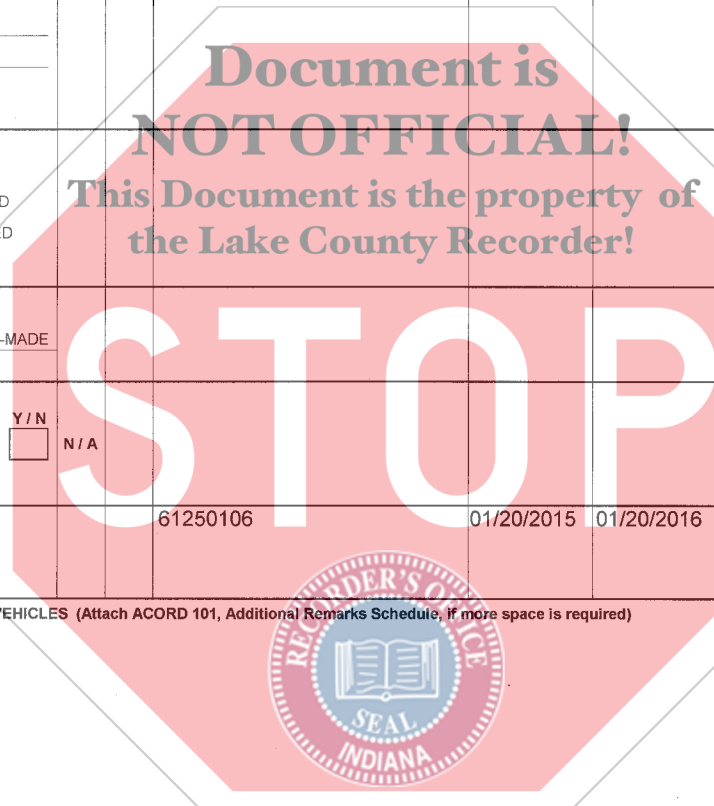 Document is
NOT OFFICIAL!
This Document is the property of
the Lake County Recorder!
D
ED
-MADE
STOP
Y / N
N / A
61250106 01/20/2015 01/20/2016
EHICLES (Attach ACORD 101, Additional Remarks Schedule, if more space is required)
RECORDER'S OFFICE
SEAL
INDIANA